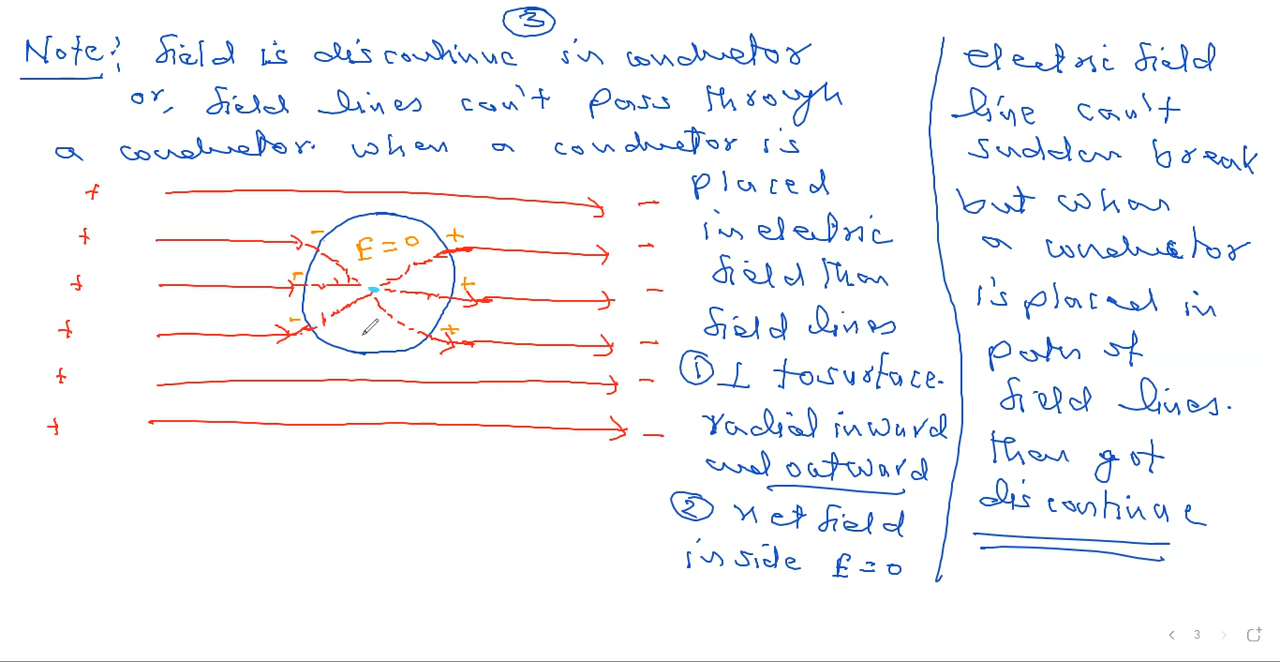 3
Note: field is discontinue in conductor
or, field lines can't pass through
a conductor. when a conductor is
placed
in electric
field than
field lines
① ⊥ to surface.
radial inward
and outward
② net field
inside E = 0
electric field
line can't
sudden break
but when
a conductor
is placed in
path of
field lines.
then got
discontinue
+ -
+ - E = 0 + -
+ - + -
+ - + -
+ -
+ -
< 3 >